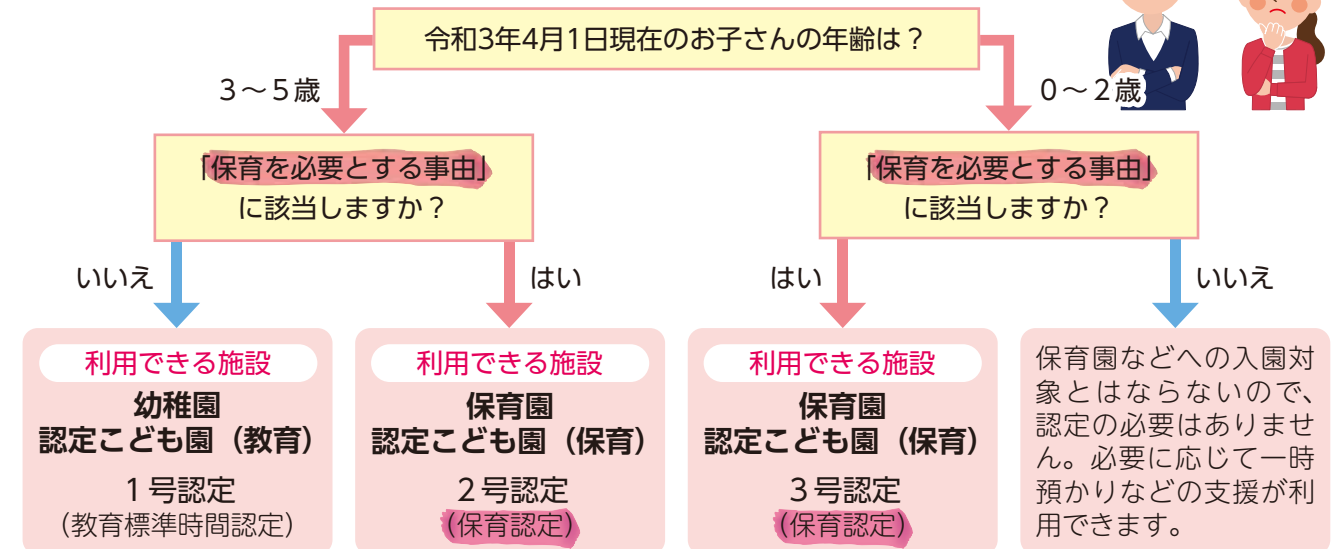 令和3年4月1日現在のお子さんの年齢は？
3～5歳
0～2歳
「保育を必要とする事由」
に該当しますか？
「保育を必要とする事由」
に該当しますか？
いいえ
はい
はい
いいえ
利用できる施設
幼稚園
認定こども園（教育）
1号認定
（教育標準時間認定）
利用できる施設
保育園
認定こども園（保育）
2号認定
（保育認定）
利用できる施設
保育園
認定こども園（保育）
3号認定
（保育認定）
保育園などへの入園対
象とはならないので、
認定の必要はありませ
ん。必要に応じて一時
預かりなどの支援が利
用できます。